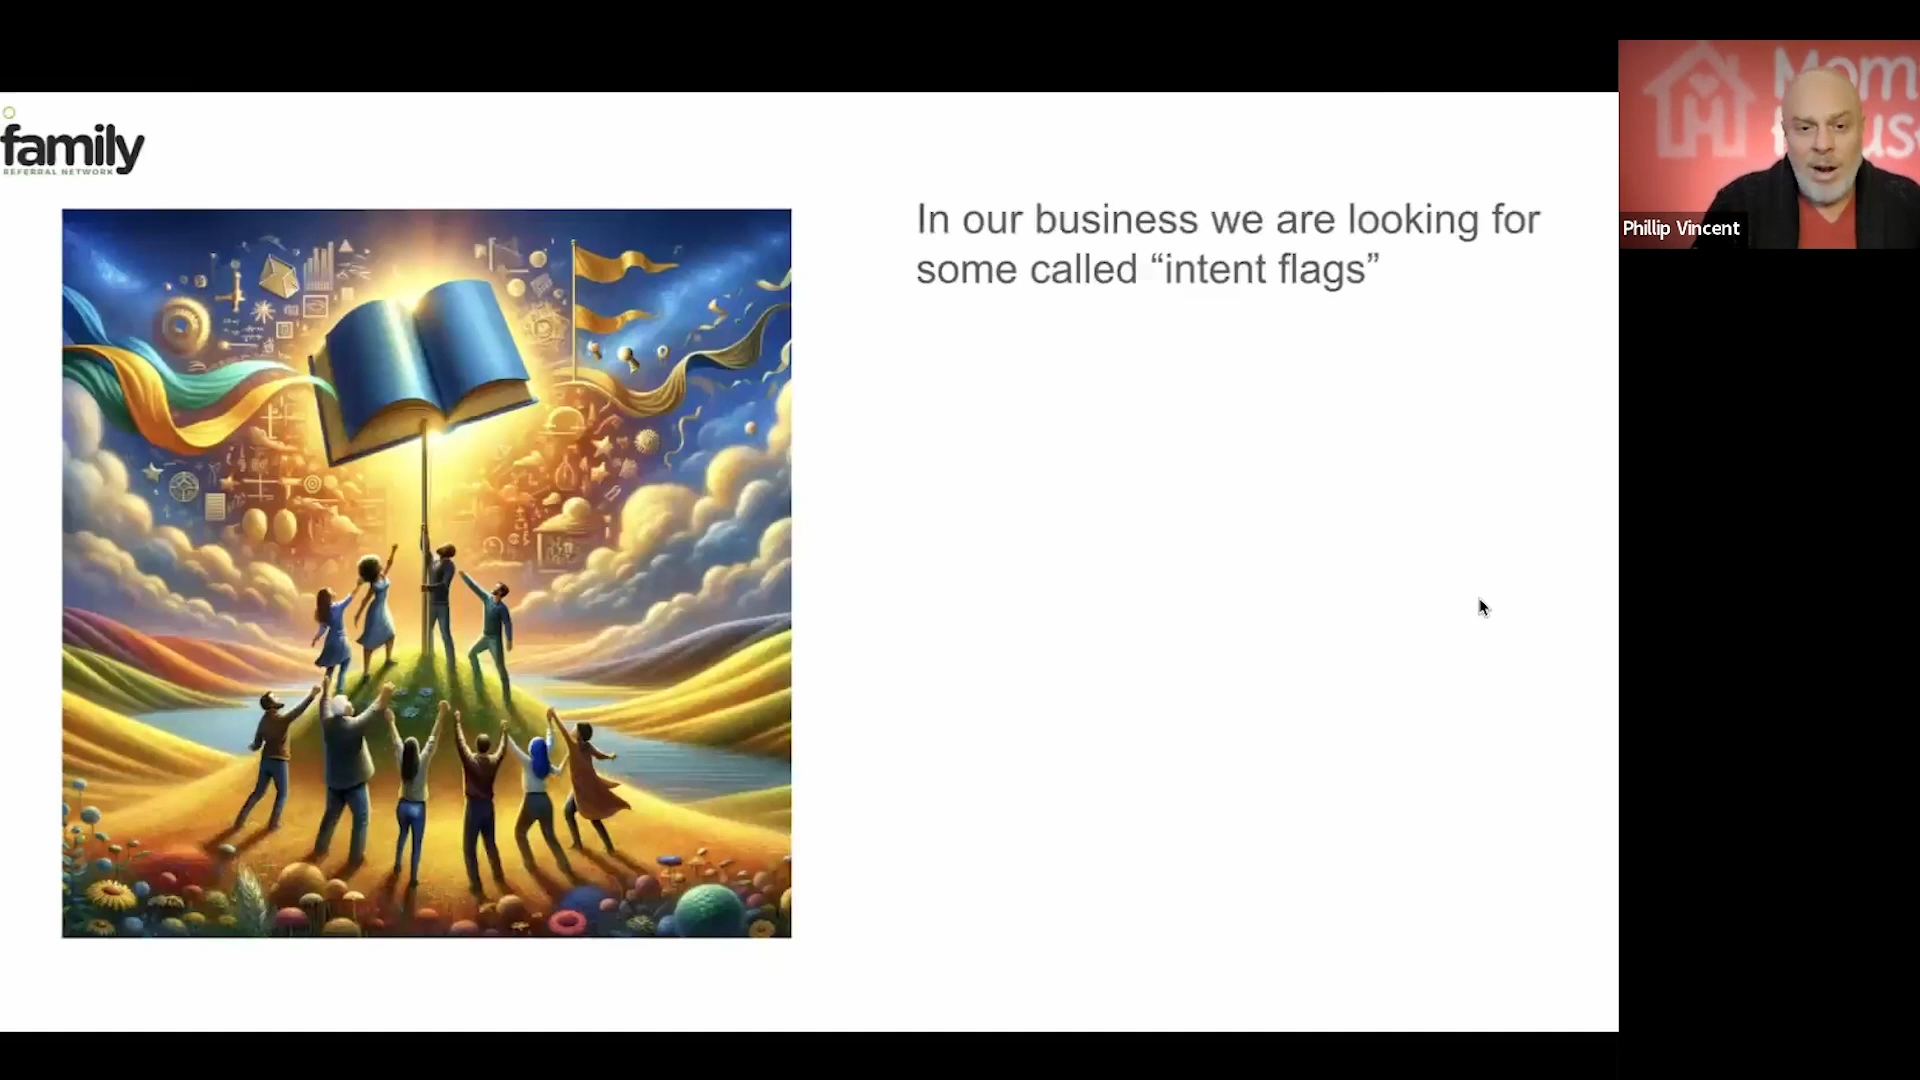 family
REFERRAL NETWORK
In our business we are looking for
some called “intent flags”
Phillip Vincent